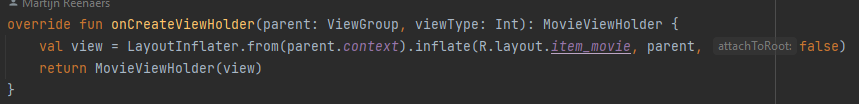 Martijn Reenaers
override fun onCreateViewHolder(parent: ViewGroup, viewType: Int): MovieViewHolder {
    val view = LayoutInflater.from(parent.context).inflate(R.layout.item_movie, parent, attachToRoot: false)
    return MovieViewHolder(view)
}